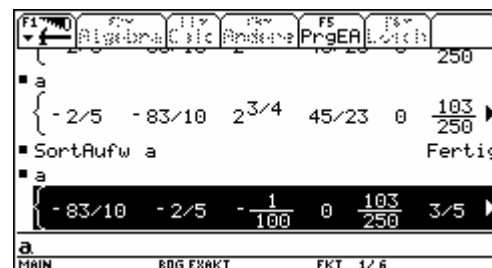 F1 Algebra Calc Andere F5 PrgEA Lösch
250
▪ a
{ -2/5 -83/10 2^3/4 45/23 0 103/250 ▶
▪ SortAufw a Fertig
▪ a
{ -83/10 -2/5 -1/100 0 103/250 3/5 ▶
a
MAIN BOG EXAKT FKT 1/6